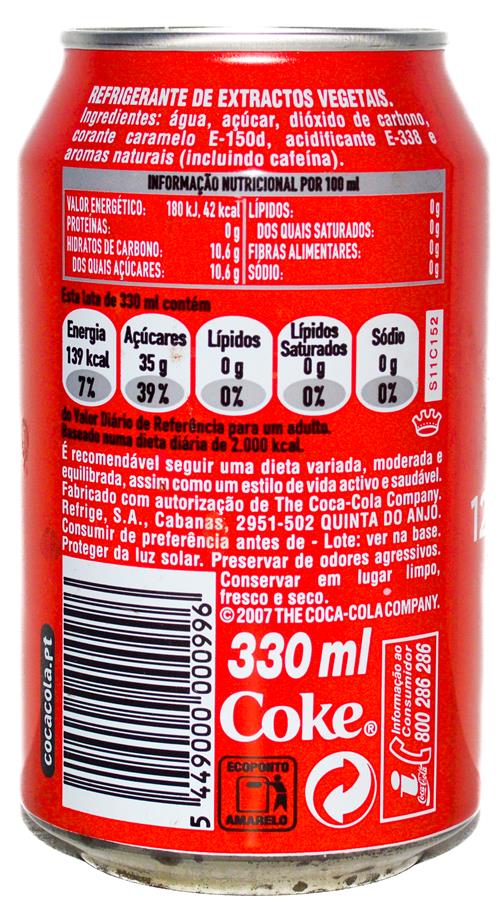 REFRIGERANTE DE EXTRACTOS VEGETAIS.
Ingredientes: água, açúcar, dióxido de carbono,
corante caramelo E-150d, acidificante E-338 e
aromas naturais (incluindo cafeína).
INFORMAÇÃO NUTRICIONAL POR 100 ml
VALOR ENERGÉTICO: 180 kJ, 42 kcal LÍPIDOS: 0g
PROTEÍNAS: 0g DOS QUAIS SATURADOS: 0g
HIDRATOS DE CARBONO: 10,6g FIBRAS ALIMENTARES: 0g
DOS QUAIS AÇÚCARES: 10,6g SÓDIO: 0g
Esta lata de 330 ml contém
Energia 139 kcal 7%
Açúcares 35 g 39%
Lípidos 0 g 0%
Lípidos Saturados 0 g 0%
Sódio 0 g 0%
S11C152
do Valor Diário de Referência para um adulto.
Baseado numa dieta diária de 2.000 kcal.
É recomendável seguir uma dieta variada, moderada e
equilibrada, assim como um estilo de vida activo e saudável.
Fabricado com autorização de The Coca-Cola Company.
Refrige, S.A., Cabanas, 2951-502 QUINTA DO ANJO.
Consumir de preferência antes de - Lote: ver na base.
Proteger da luz solar. Preservar de odores agressivos.
Conservar em lugar limpo,
fresco e seco.
© 2007 THE COCA-COLA COMPANY.
12
cocacola.pt
5 449000 000996
330 ml
Coke®
ECOPONTO
AMARELO
Informação ao
Consumidor
800 286 286
i
Coca-Cola